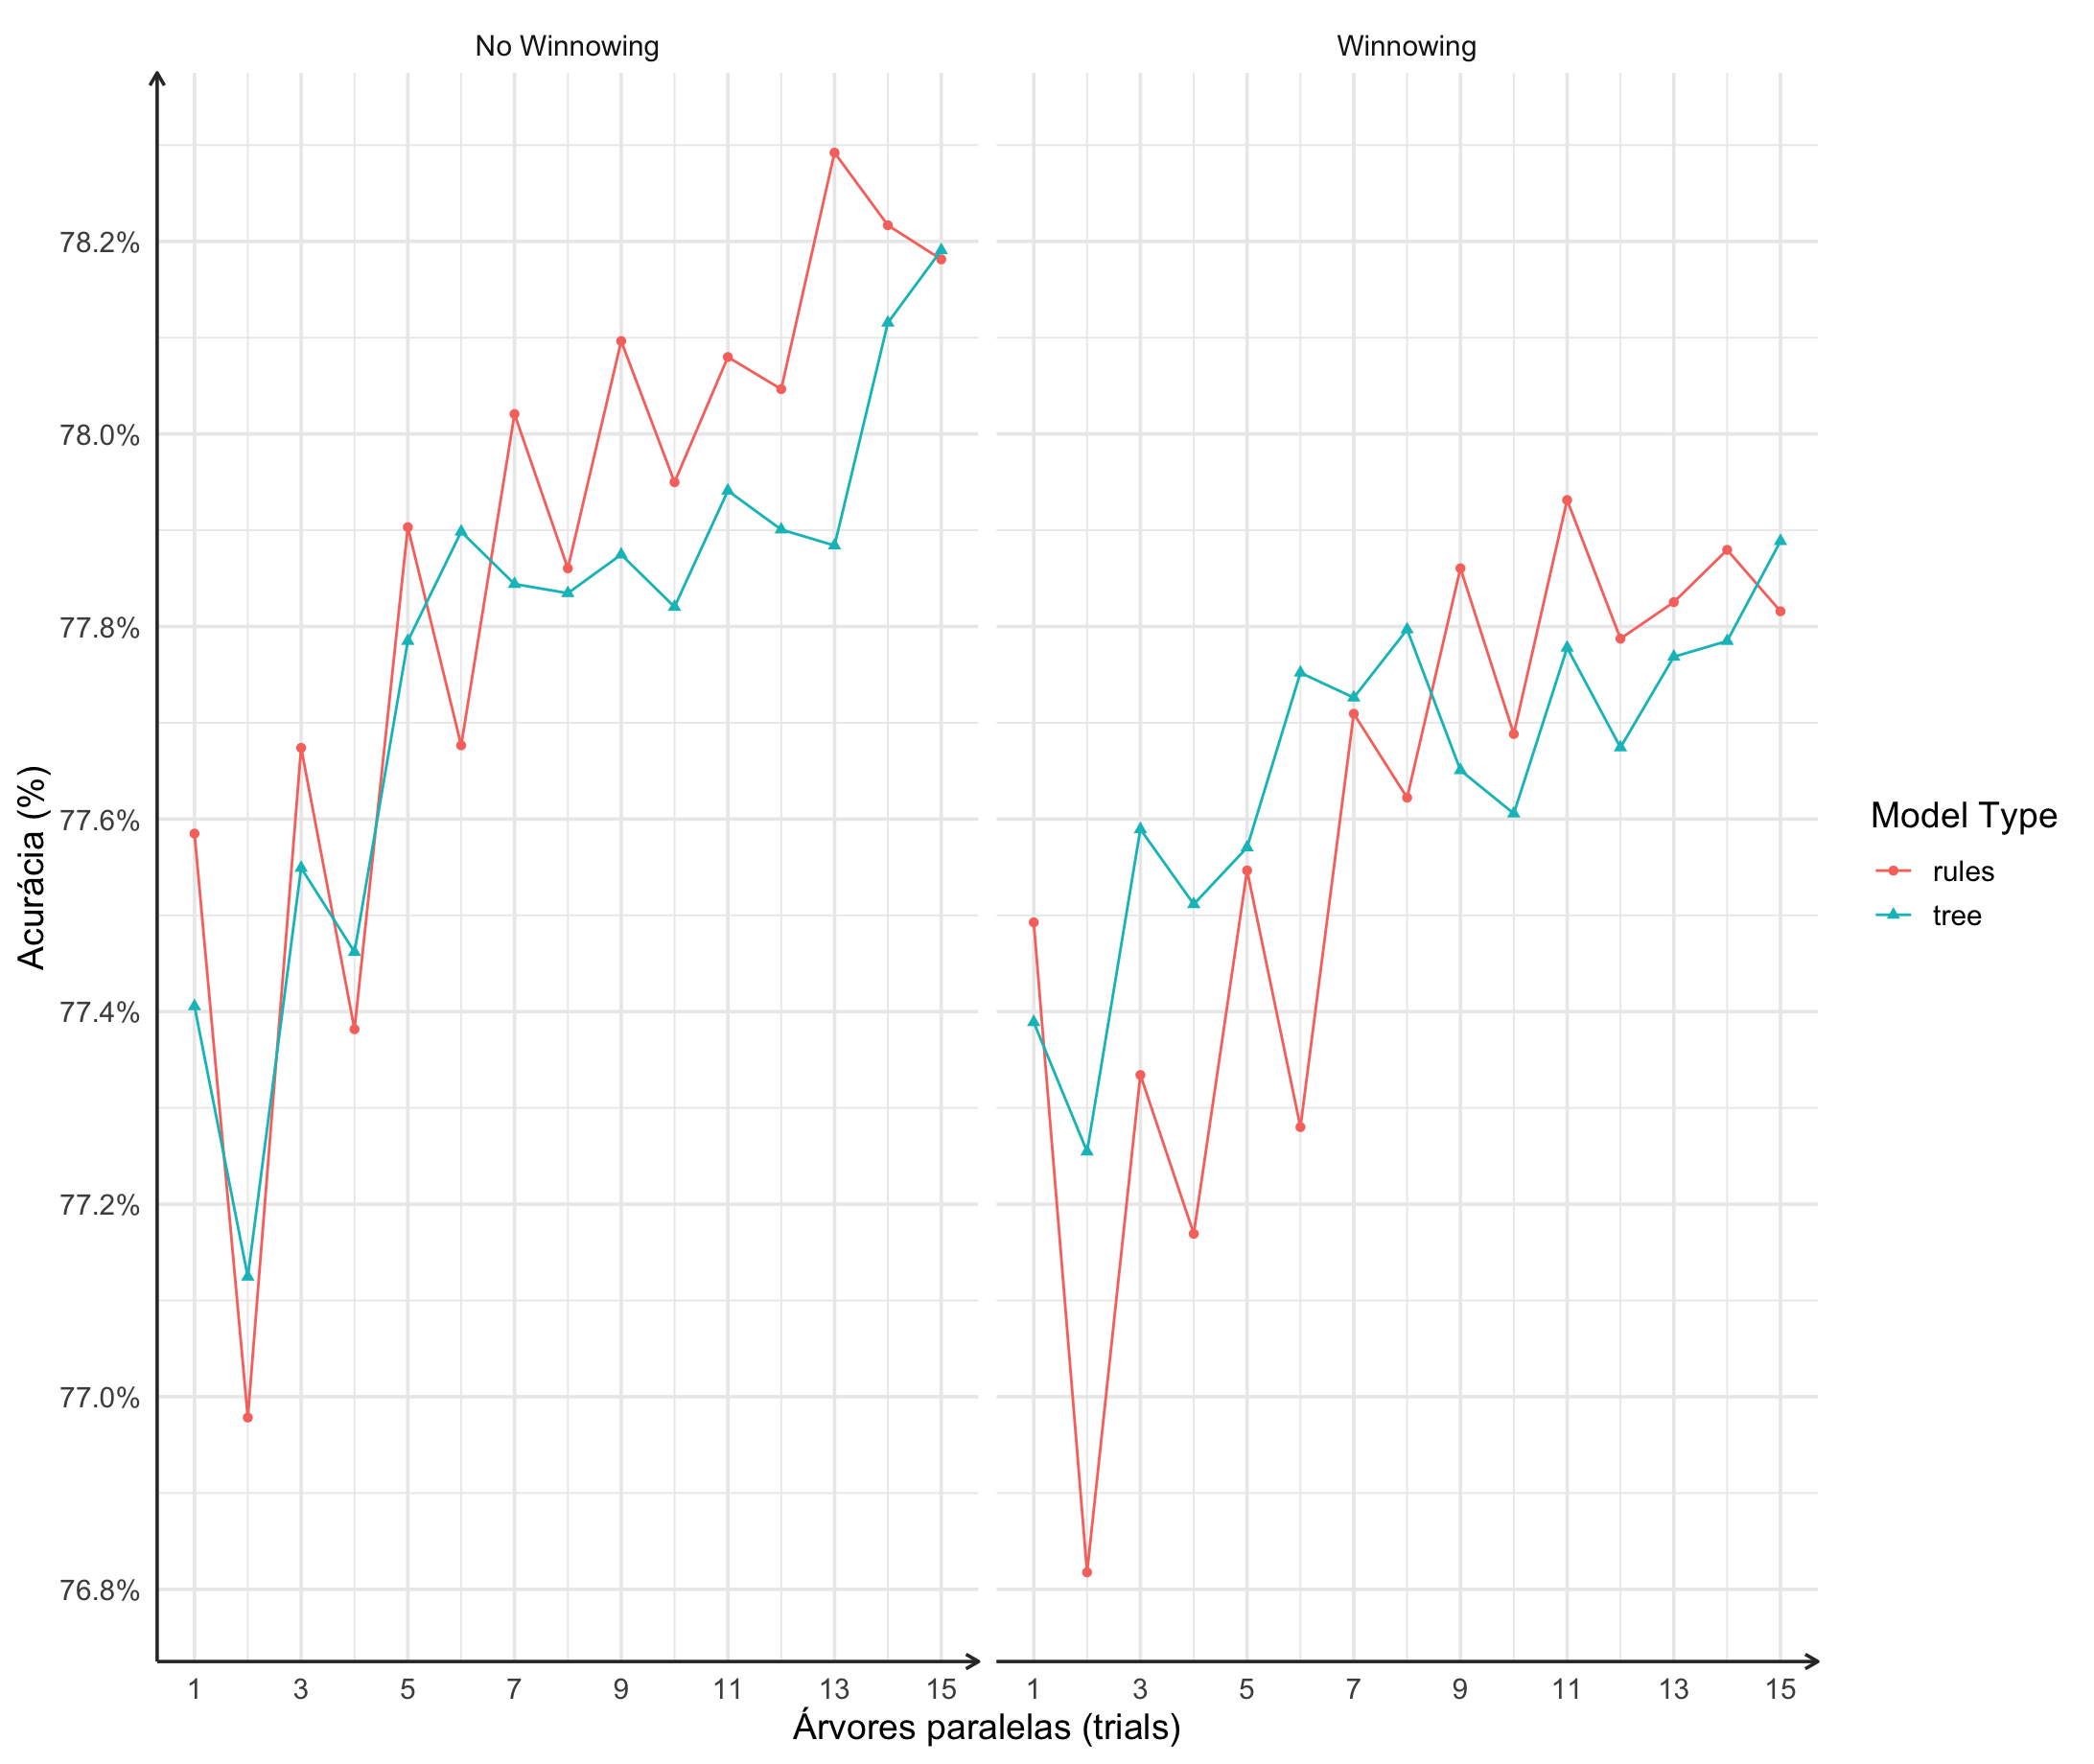 No Winnowing
Winnowing
Acurácia (%)
78.2%
78.0%
77.8%
77.6%
77.4%
77.2%
77.0%
76.8%
1 3 5 7 9 11 13 15
1 3 5 7 9 11 13 15
Árvores paralelas (trials)
Model Type
rules
tree